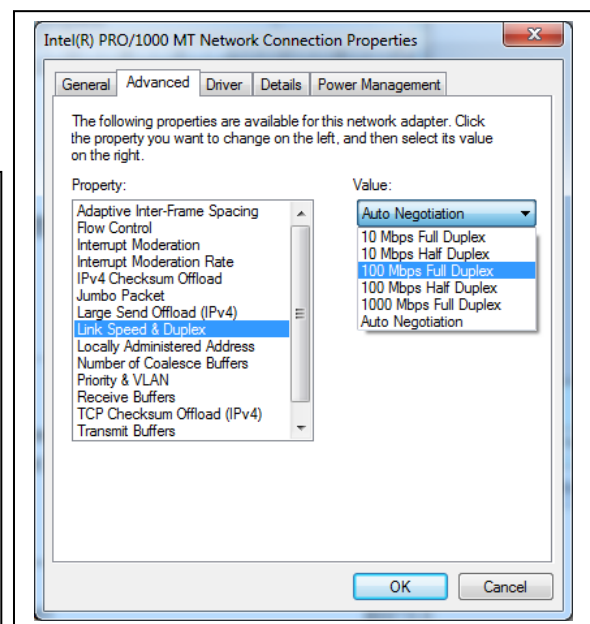 Intel(R) PRO/1000 MT Network Connection Properties
General Advanced Driver Details Power Management
The following properties are available for this network adapter. Click
the property you want to change on the left, and then select its value
on the right.
Property:
Adaptive Inter-Frame Spacing
Flow Control
Interrupt Moderation
Interrupt Moderation Rate
IPv4 Checksum Offload
Jumbo Packet
Large Send Offload (IPv4)
Link Speed & Duplex
Locally Administered Address
Number of Coalesce Buffers
Priority & VLAN
Receive Buffers
TCP Checksum Offload (IPv4)
Transmit Buffers
Value:
Auto Negotiation
10 Mbps Full Duplex
10 Mbps Half Duplex
100 Mbps Full Duplex
100 Mbps Half Duplex
1000 Mbps Full Duplex
Auto Negotiation
OK Cancel